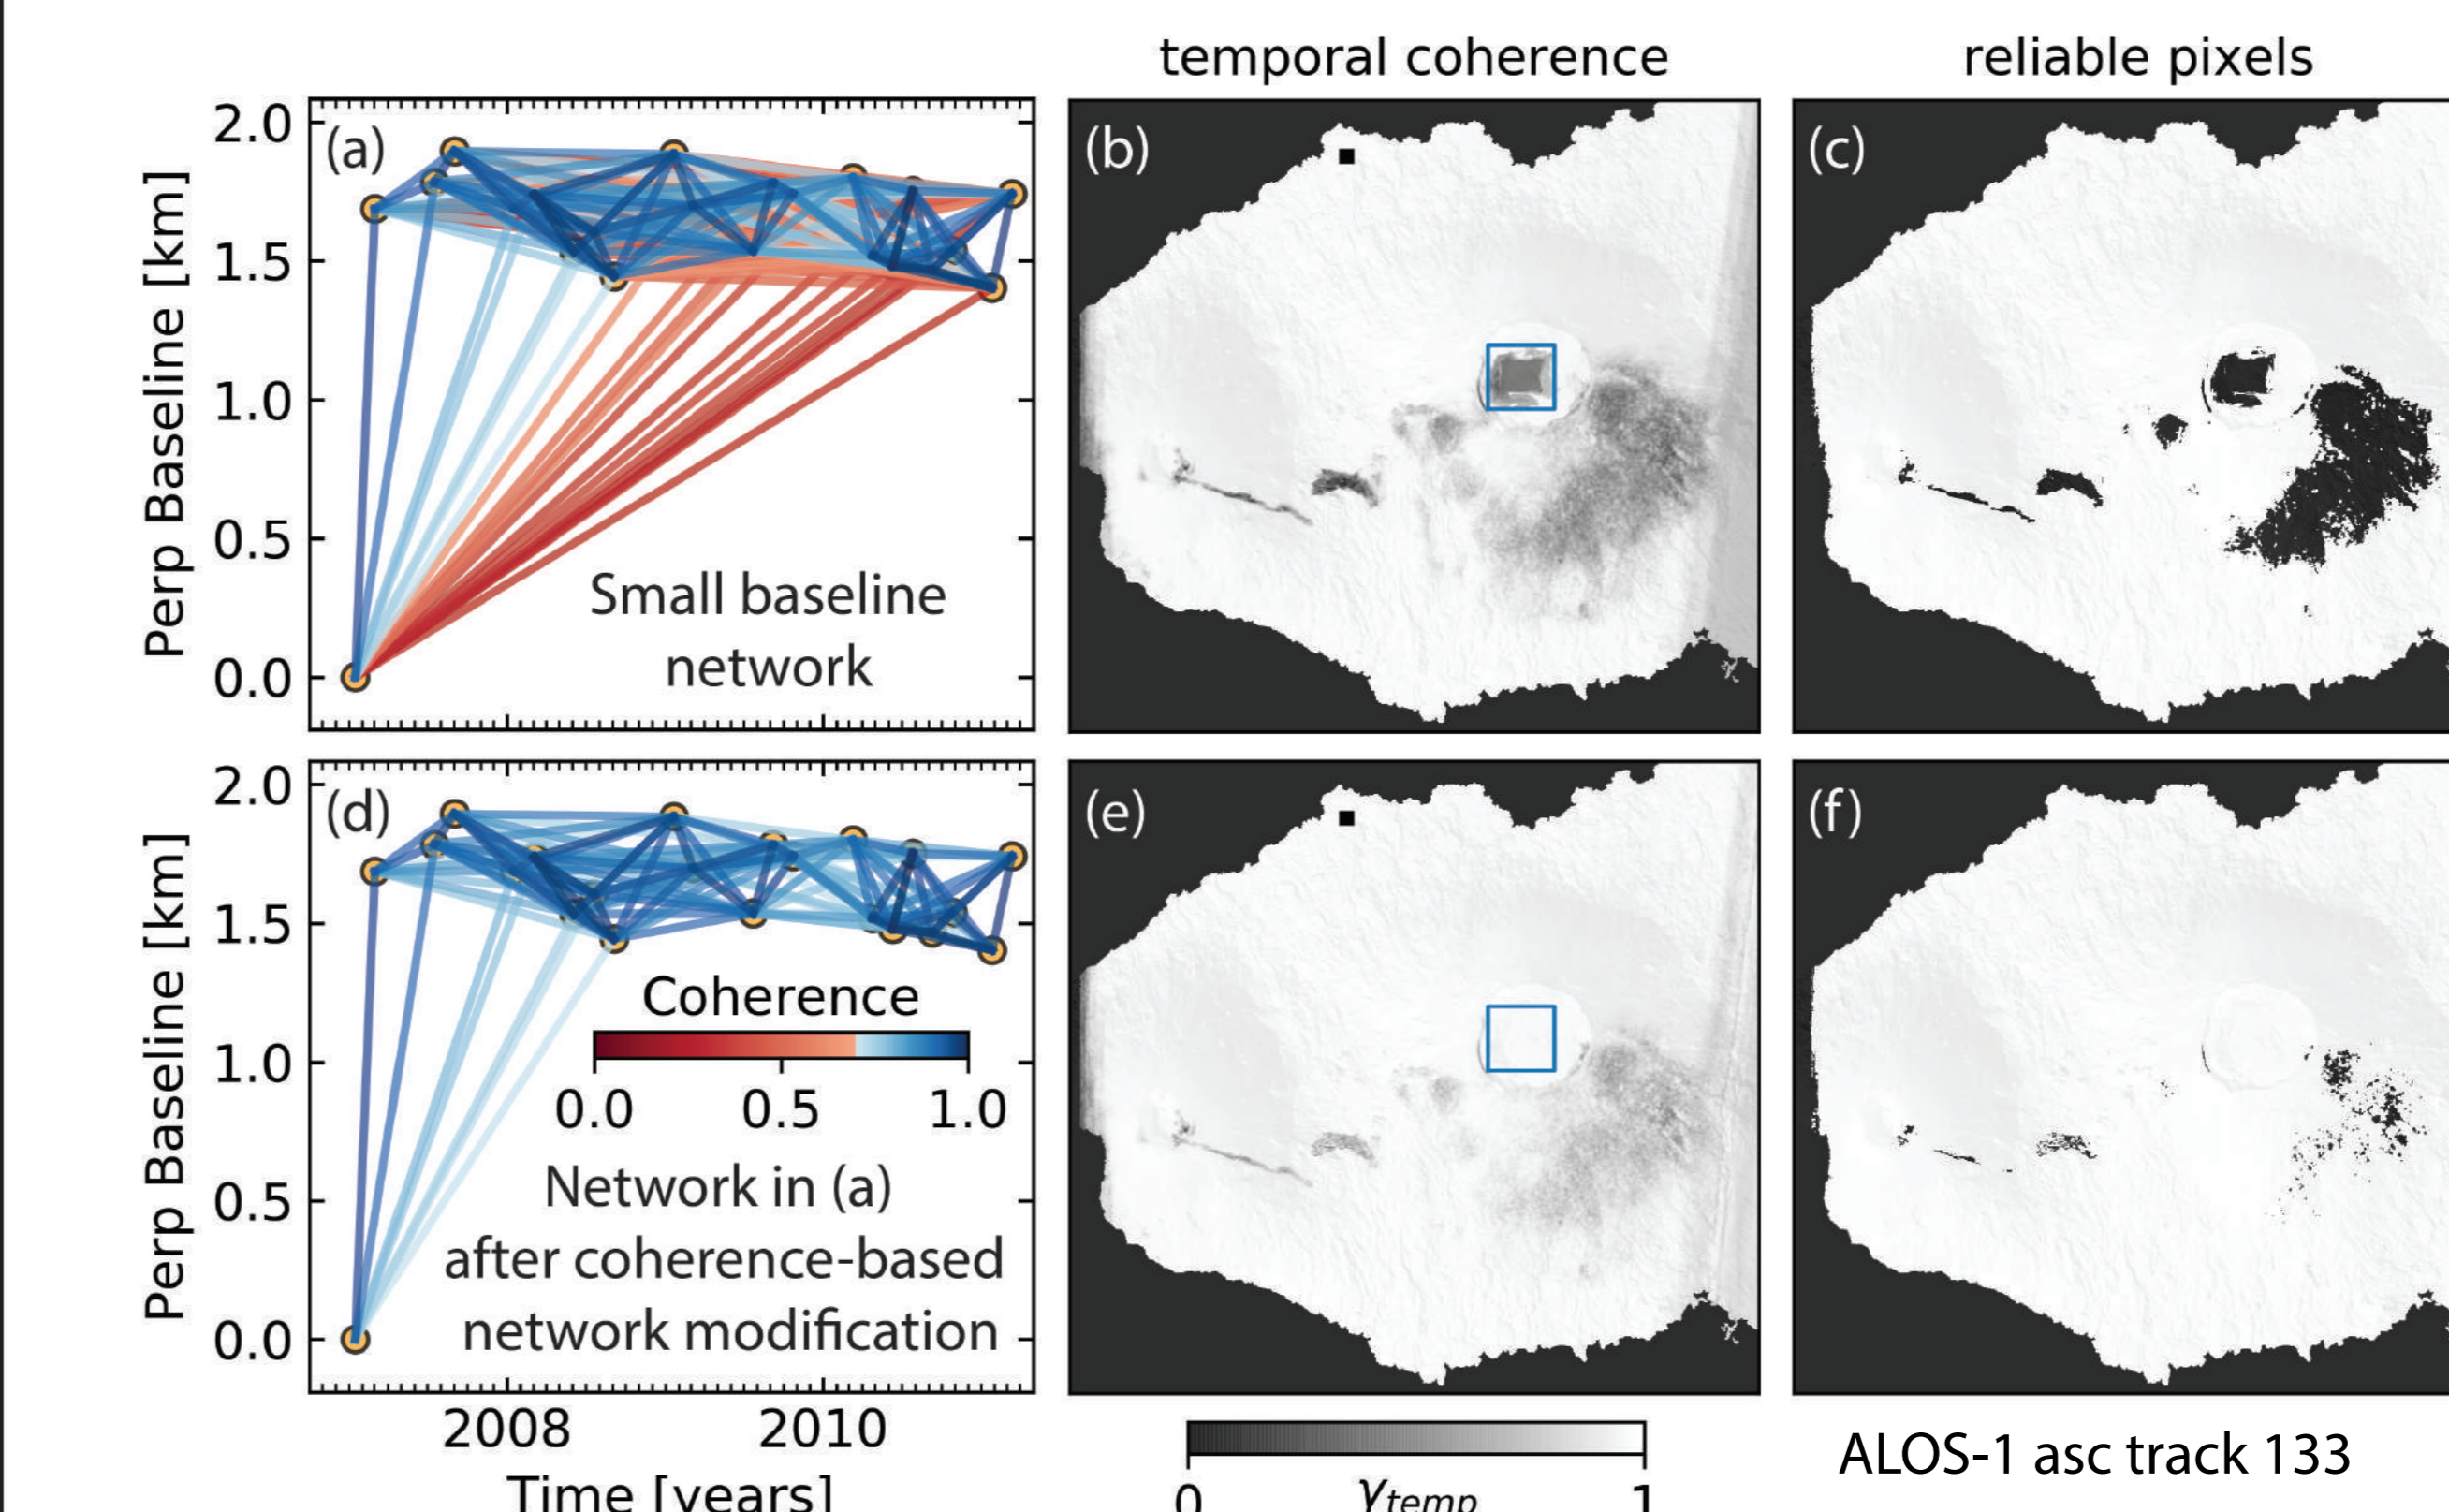 temporal coherence
reliable pixels
(a)
(b)
(c)
2.0
1.5
1.0
0.5
0.0
Perp Baseline [km]
Small baseline
network
(d)
(e)
(f)
2.0
1.5
1.0
0.5
0.0
Perp Baseline [km]
Coherence
0.0 0.5 1.0
Network in (a)
after coherence-based
network modification
2008 2010
Time [years]
0 γtemp 1
ALOS-1 asc track 133